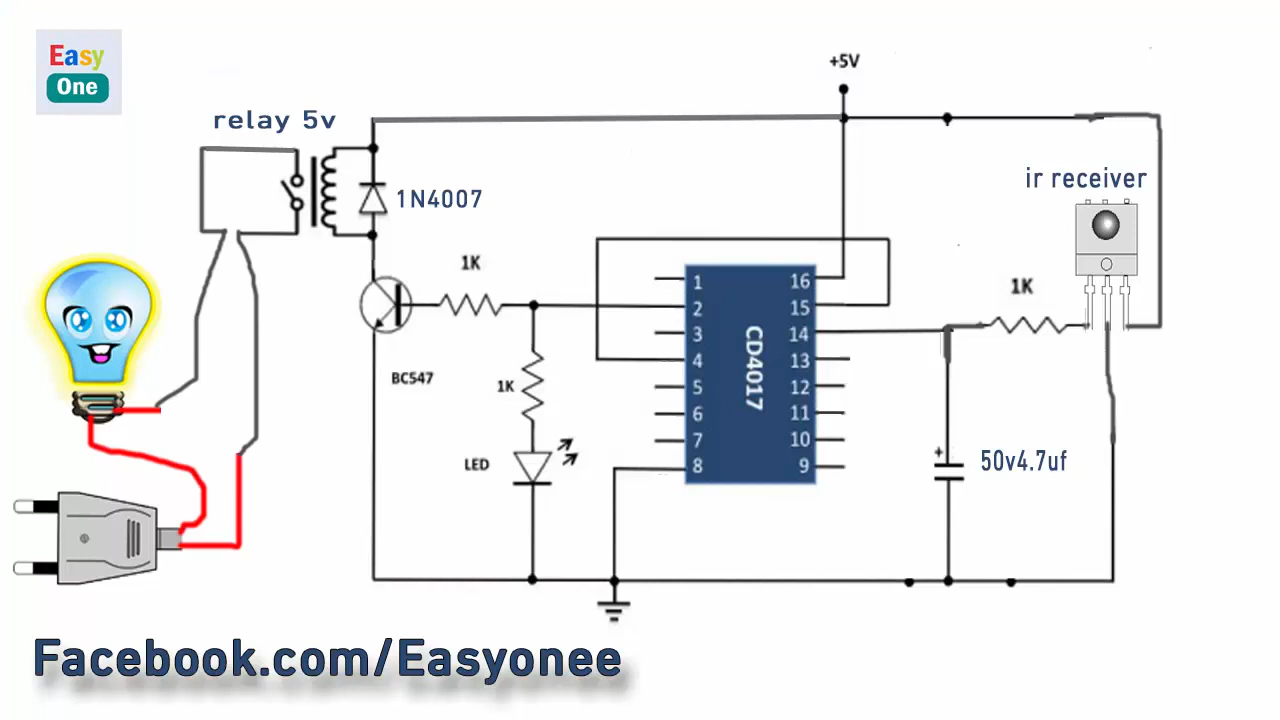 Easy
One
relay 5v
+5V
ir receiver
1N4007
1K
1K
1 16
2 15
3 14
4 13
5 12
6 11
7 10
8 9
CD4017
BC547
1K
LED
+
50v4.7uf
Facebook.com/Easyonee